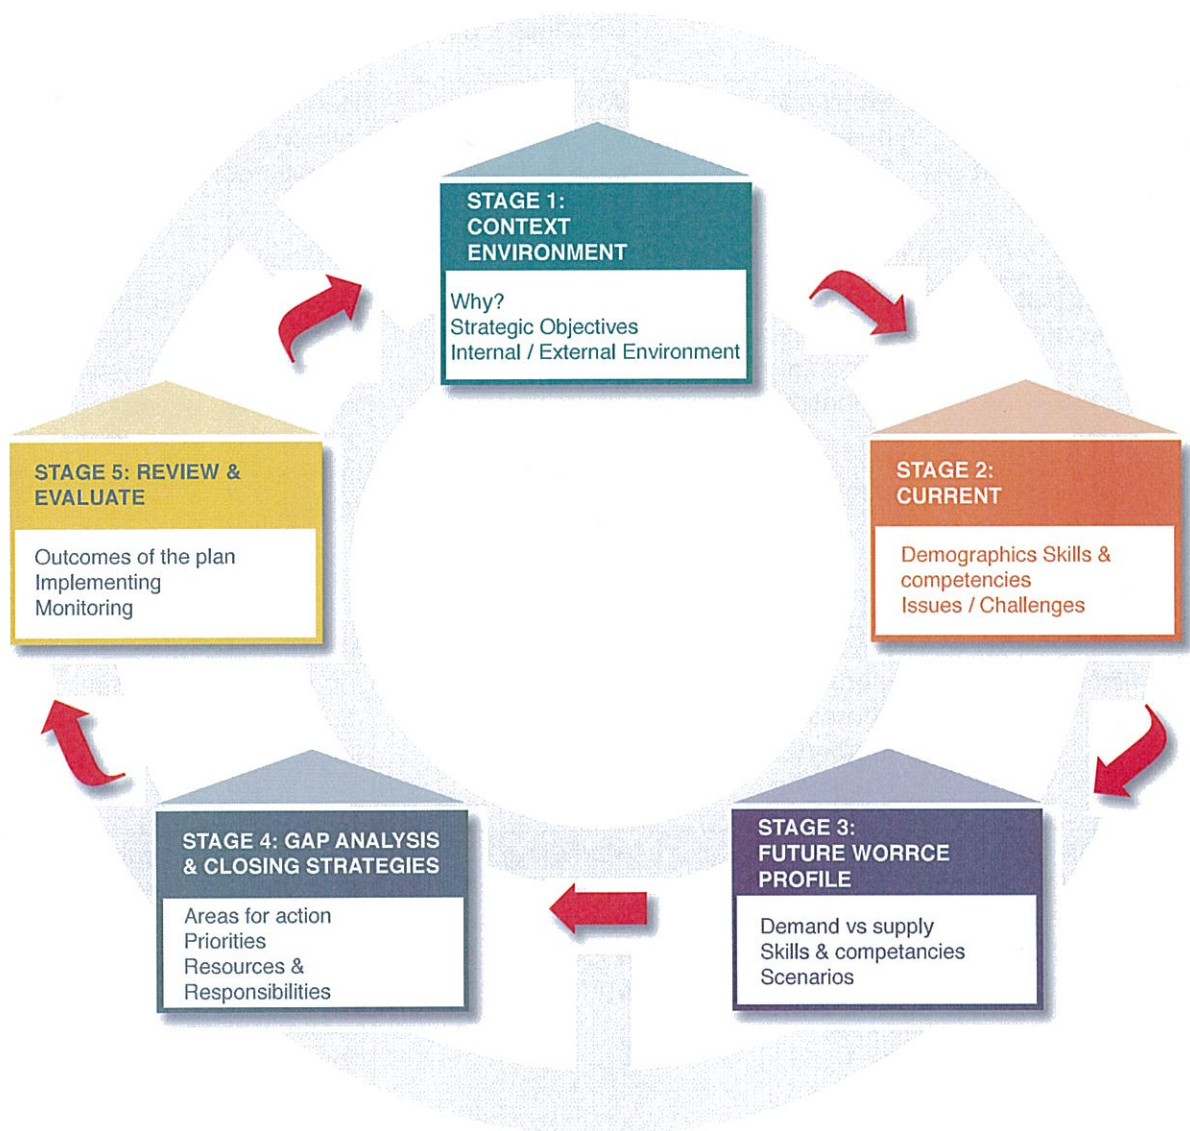 STAGE 1:
CONTEXT
ENVIRONMENT
Why?
Strategic Objectives
Internal / External Environment
STAGE 2:
CURRENT
Demographics Skills &
competencies
Issues / Challenges
STAGE 3:
FUTURE WORRCE
PROFILE
Demand vs supply
Skills & competancies
Scenarios
STAGE 4: GAP ANALYSIS
& CLOSING STRATEGIES
Areas for action
Priorities
Resources &
Responsibilities
STAGE 5: REVIEW &
EVALUATE
Outcomes of the plan
Implementing
Monitoring